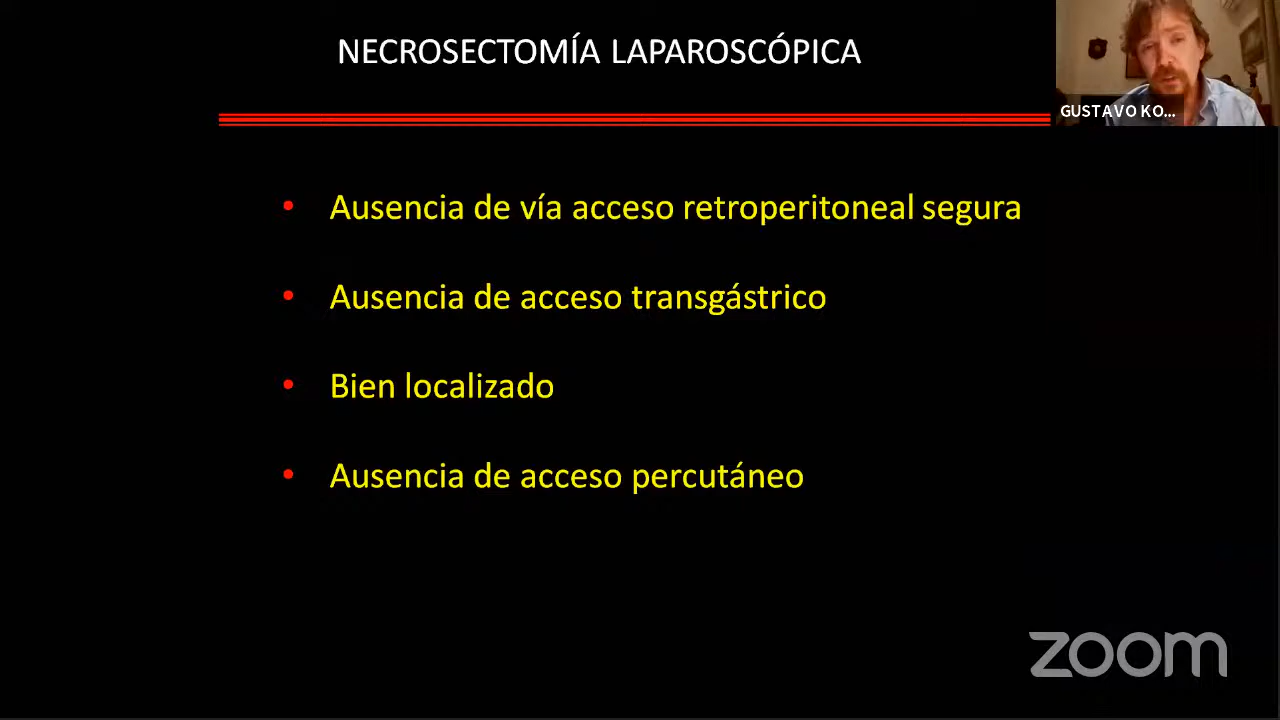 NECROSECTOMÍA LAPAROSCÓPICA
GUSTAVO KO...
• Ausencia de vía acceso retroperitoneal segura
• Ausencia de acceso transgástrico
• Bien localizado
• Ausencia de acceso percutáneo
zoom